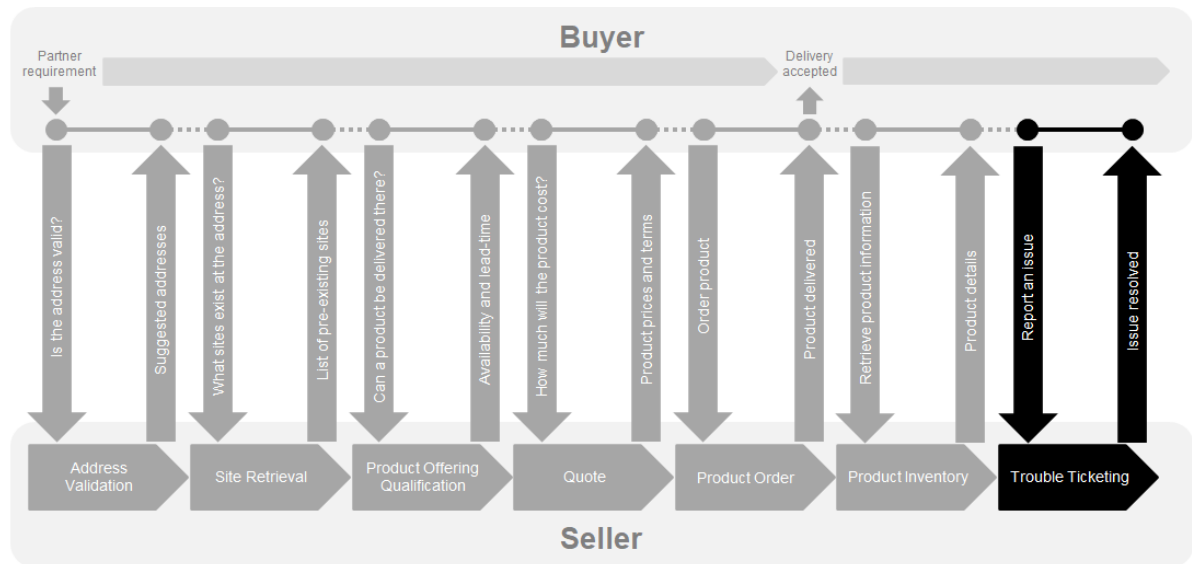 Buyer
Partner
requirement
Delivery
accepted
Is the address valid?
Suggested addresses
What sites exist at the address?
List of pre-existing sites
Can a product be delivered there?
Availability and lead-time
How much will the product cost?
Product prices and terms
Order product
Product delivered
Retrieve product information
Product details
Report an issue
Issue resolved
Address
Validation
Site Retrieval
Product Offering
Qualification
Quote
Product Order
Product Inventory
Trouble Ticketing
Seller